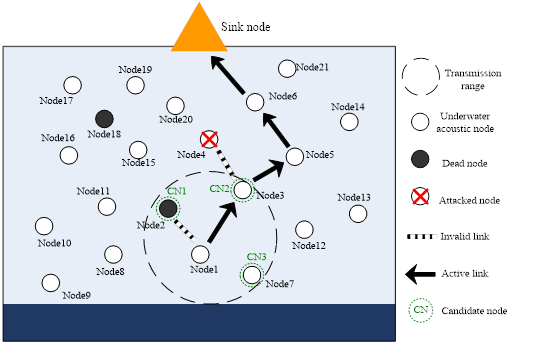 Sink node
Node19
Node21
Node17
Node6
Node20
Node14
Node18
Node16
Node15
Node4
Node5
CN1
CN2
Node3
Node11
Node13
Node2
Node10
Node12
CN3
Node8
Node1
Node7
Node9
Transmission
range
Underwater
acoustic node
Dead node
Attacked node
Invalid link
Active link
CN
Candidate node